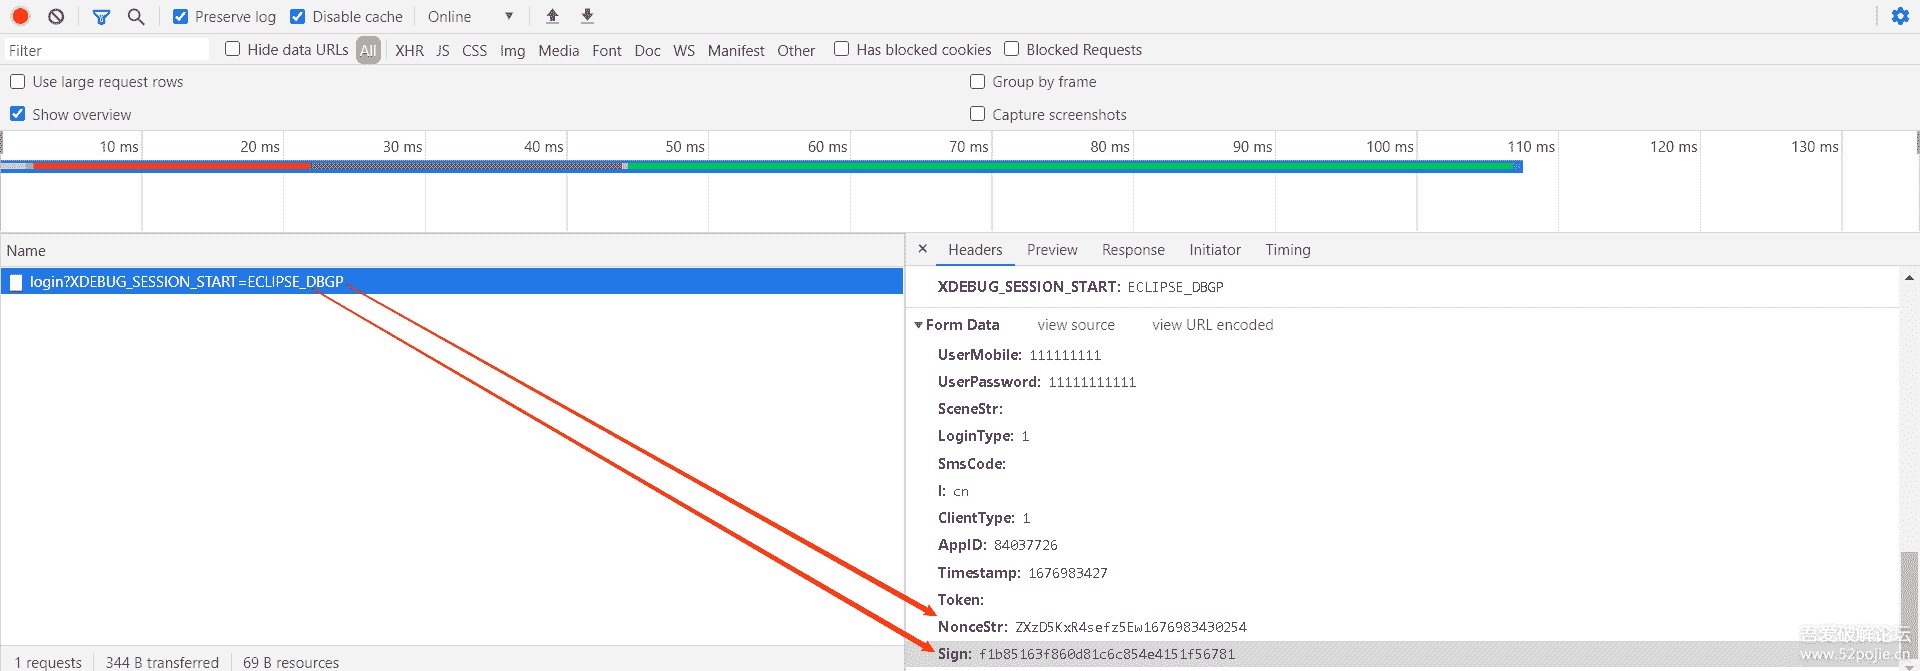 Preserve log Disable cache Online
Filter Hide data URLs All XHR JS CSS Img Media Font Doc WS Manifest Other Has blocked cookies Blocked Requests
Use large request rows Group by frame
Show overview Capture screenshots
10 ms 20 ms 30 ms 40 ms 50 ms 60 ms 70 ms 80 ms 90 ms 100 ms 110 ms 120 ms 130 ms
Name
login?XDEBUG_SESSION_START=ECLIPSE_DBGP
1 requests 344 B transferred 69 B resources
Headers Preview Response Initiator Timing
XDEBUG_SESSION_START: ECLIPSE_DBGP
Form Data view source view URL encoded
UserMobile: 111111111
UserPassword: 11111111111
SceneStr:
LoginType: 1
SmsCode:
l: cn
ClientType: 1
AppID: 84037726
Timestamp: 1676983427
Token:
NonceStr: ZXzD5KxR4sefz5Ew1676983430254
Sign: f1b85163f860d81c6c854e4151f56781
吾爱破解论坛
www.52pojie.cn